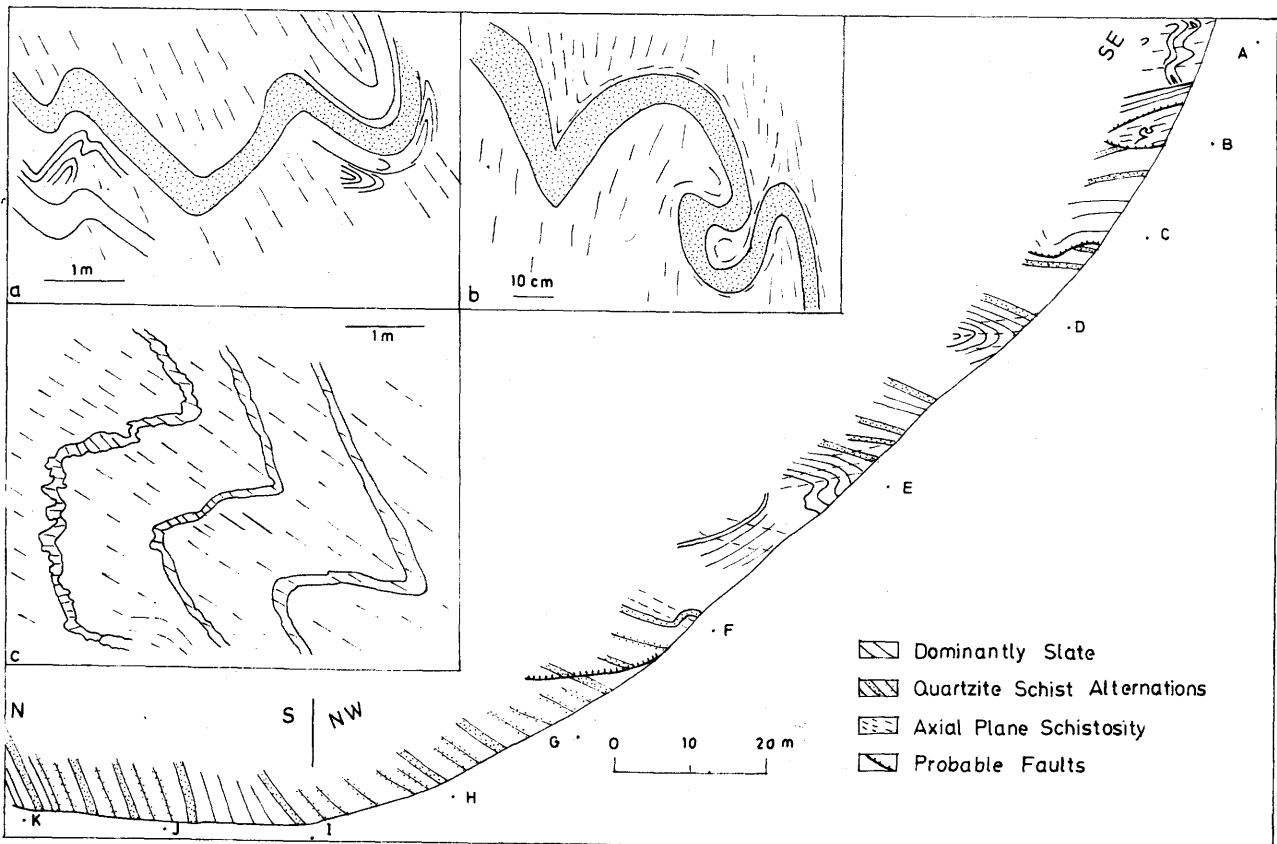 a
1m
b
10 cm
c
1m
SE
A
B
C
D
E
F
G
H
I
J
K
N
S
NW
0 10 20 m
Dominantly Slate
Quartzite Schist Alternations
Axial Plane Schistosity
Probable Faults